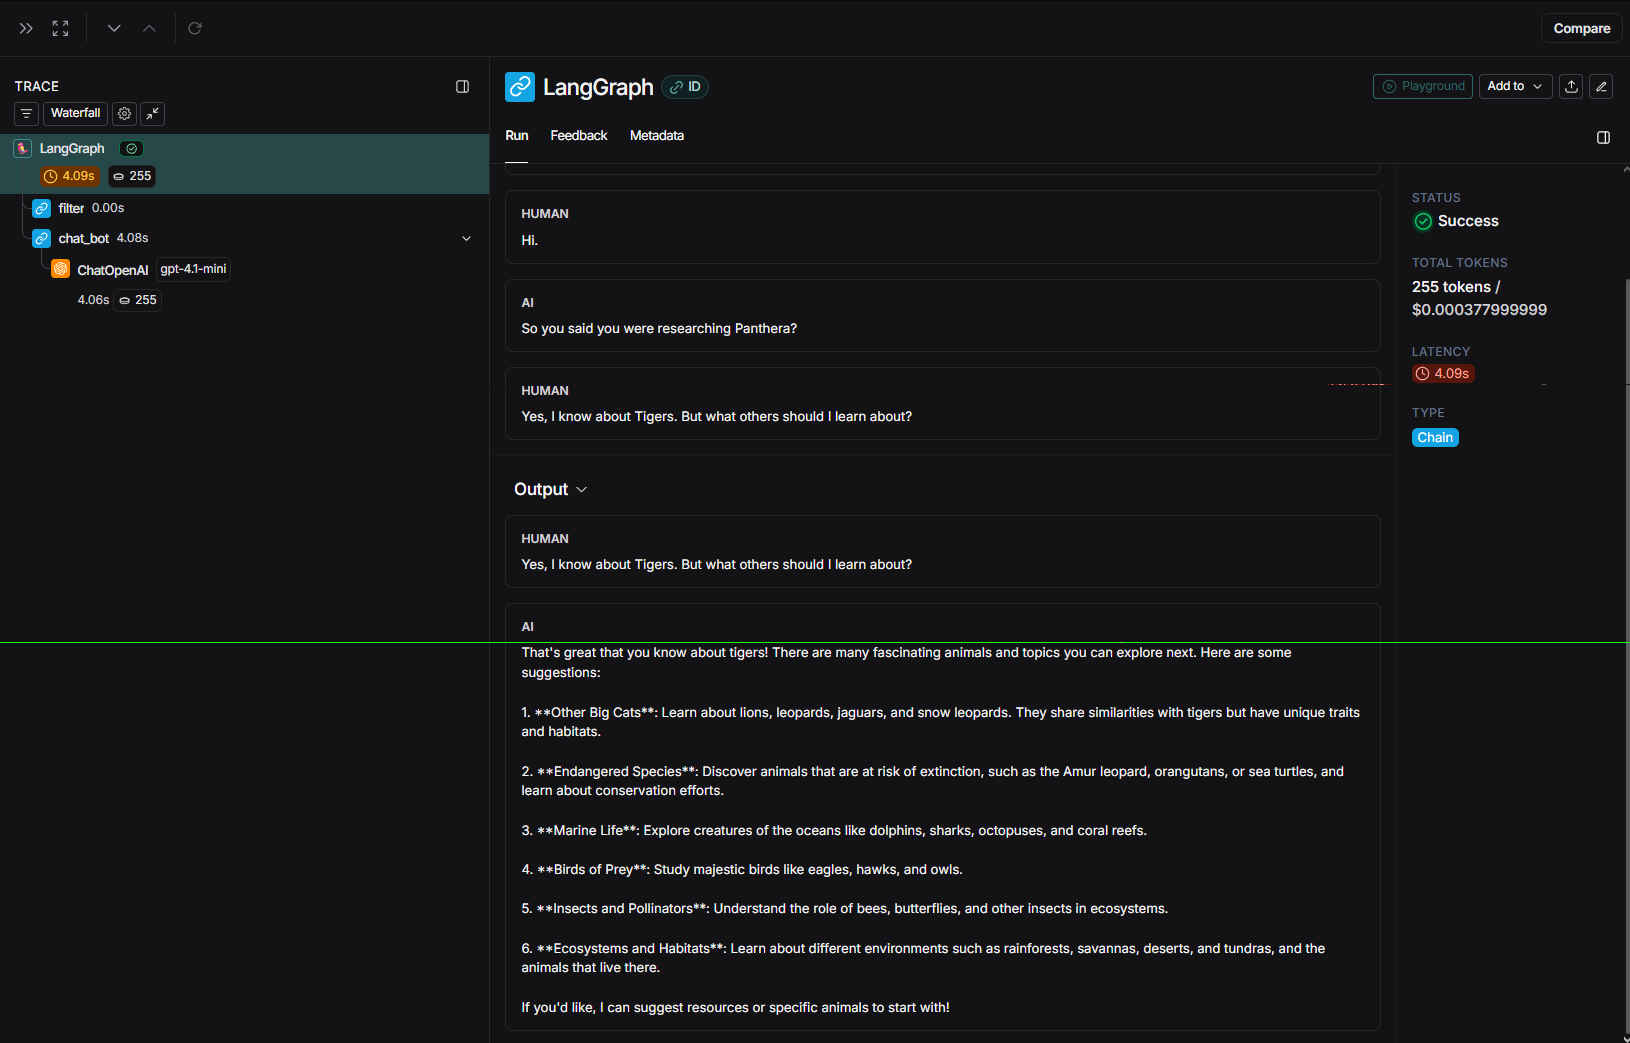 Compare
TRACE
Waterfall
LangGraph
4.09s 255
filter 0.00s
chat_bot 4.08s
ChatOpenAI gpt-4.1-mini
4.06s 255
LangGraph ID
Playground Add to
Run Feedback Metadata
HUMAN
Hi.
AI
So you said you were researching Panthera?
HUMAN
Yes, I know about Tigers. But what others should I learn about?
Output
HUMAN
Yes, I know about Tigers. But what others should I learn about?
AI
That's great that you know about tigers! There are many fascinating animals and topics you can explore next. Here are some
suggestions:
1. **Other Big Cats**: Learn about lions, leopards, jaguars, and snow leopards. They share similarities with tigers but have unique traits
and habitats.
2. **Endangered Species**: Discover animals that are at risk of extinction, such as the Amur leopard, orangutans, or sea turtles, and
learn about conservation efforts.
3. **Marine Life**: Explore creatures of the oceans like dolphins, sharks, octopuses, and coral reefs.
4. **Birds of Prey**: Study majestic birds like eagles, hawks, and owls.
5. **Insects and Pollinators**: Understand the role of bees, butterflies, and other insects in ecosystems.
6. **Ecosystems and Habitats**: Learn about different environments such as rainforests, savannas, deserts, and tundras, and the
animals that live there.
If you'd like, I can suggest resources or specific animals to start with!
STATUS
Success
TOTAL TOKENS
255 tokens /
$0.000377999999
LATENCY
4.09s
TYPE
Chain